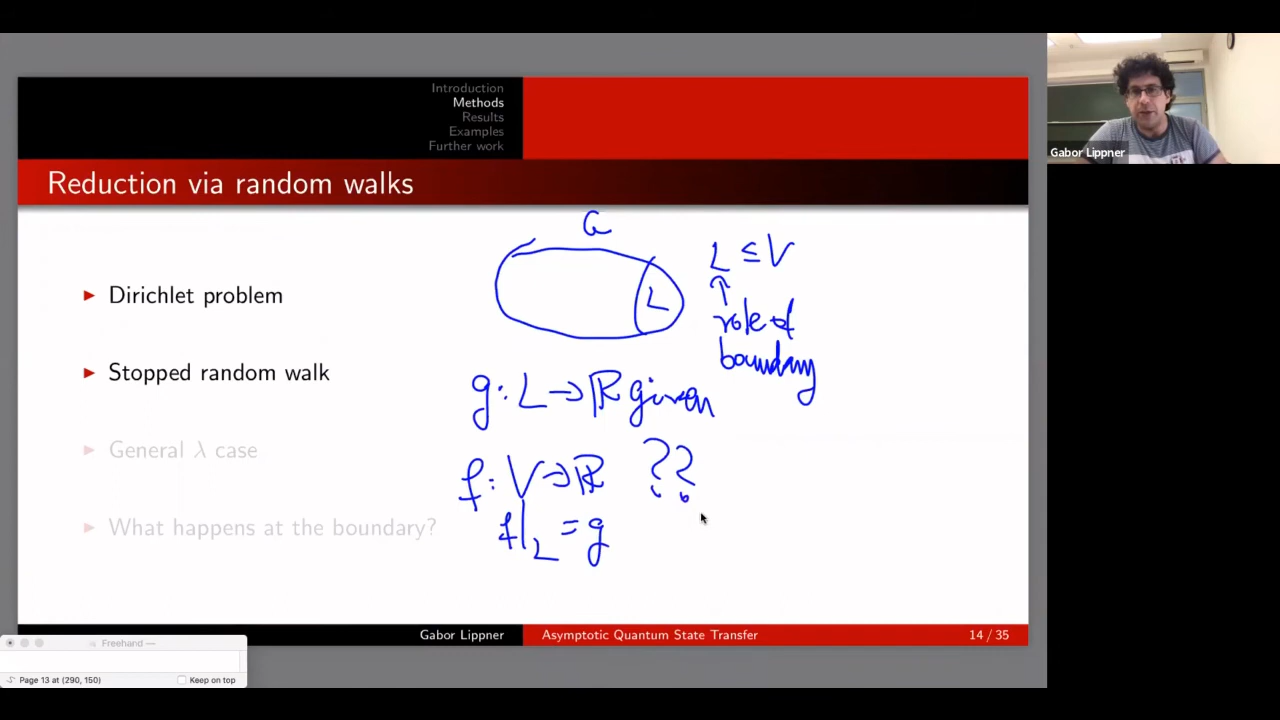 Introduction
Methods
Results
Examples
Further work
Gabor Lippner
Reduction via random walks
G
L
L ≤ V
↑
role of
boundary
▶ Dirichlet problem
▶ Stopped random walk
▶ General λ case
▶ What happens at the boundary?
g: L → ℝ given
f: V → ℝ ??
f|_L = g
Gabor Lippner
Asymptotic Quantum State Transfer
14 / 35
Freehand —
Page 13 at (290, 150)
Keep on top